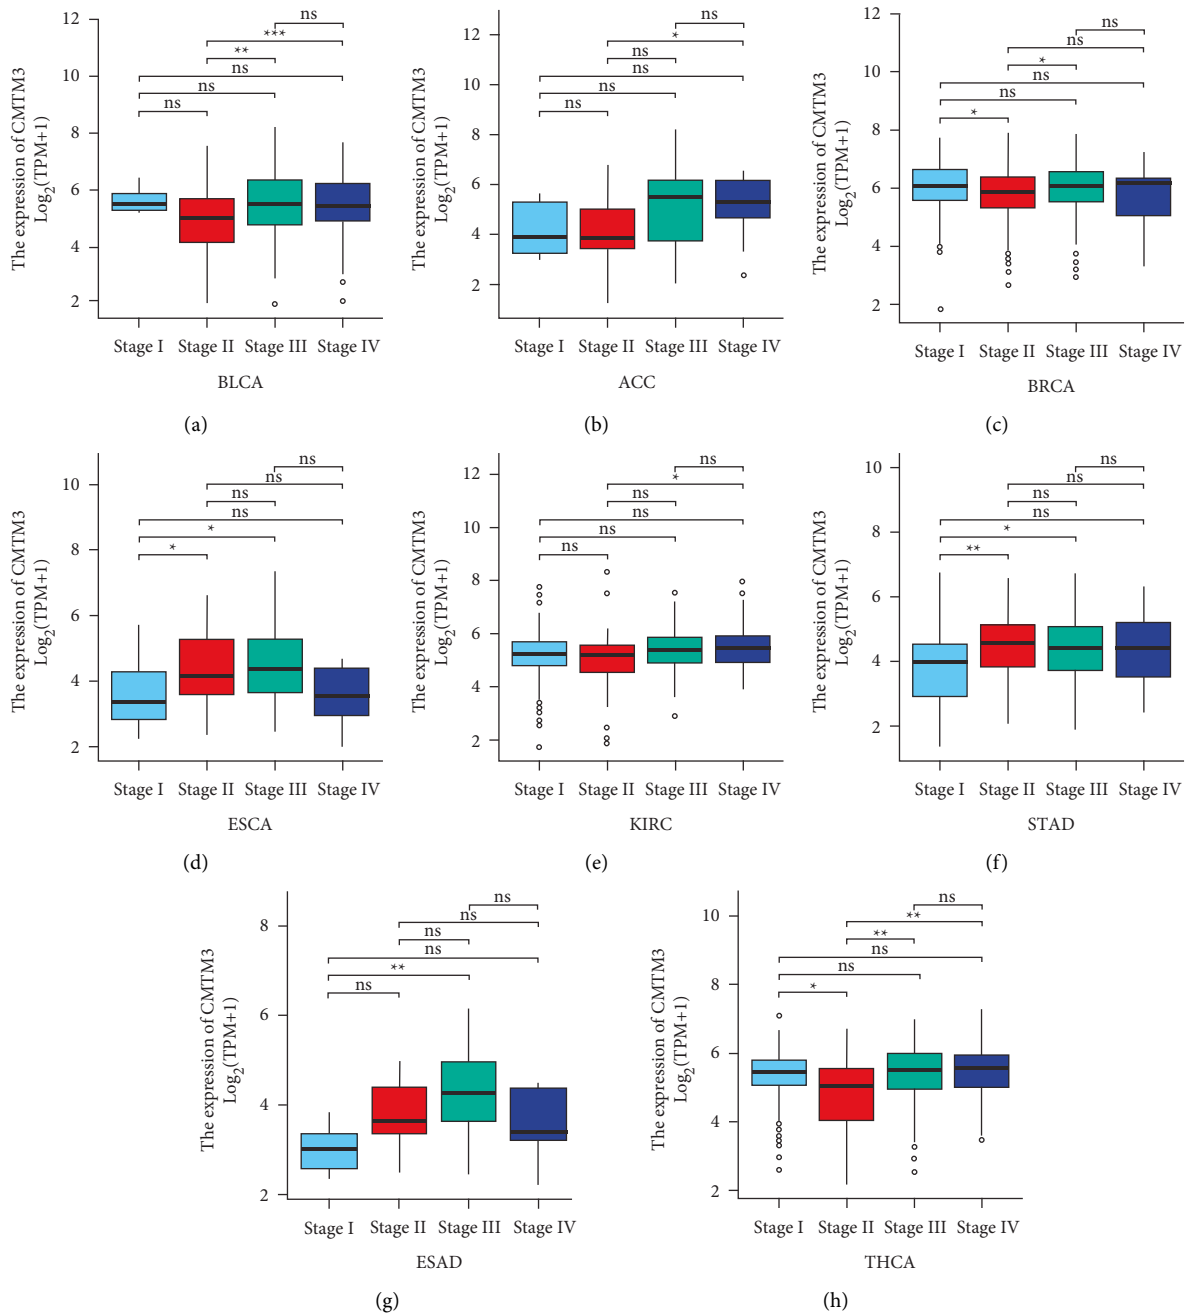 The expression of CMTM3
Log2(TPM+1)
12
10
8
6
4
2
ns
***
**
ns
ns
ns
Stage I Stage II Stage III Stage IV
BLCA
(a)
The expression of CMTM3
Log2(TPM+1)
12
10
8
6
4
2
ns
*
ns
ns
ns
ns
Stage I Stage II Stage III Stage IV
ACC
(b)
The expression of CMTM3
Log2(TPM+1)
12
10
8
6
4
2
ns
ns
*
ns
ns
*
Stage I Stage II Stage III Stage IV
BRCA
(c)
The expression of CMTM3
Log2(TPM+1)
10
8
6
4
2
ns
ns
ns
ns
*
*
Stage I Stage II Stage III Stage IV
ESCA
(d)
The expression of CMTM3
Log2(TPM+1)
12
10
8
6
4
2
ns
*
ns
ns
ns
ns
Stage I Stage II Stage III Stage IV
KIRC
(e)
The expression of CMTM3
Log2(TPM+1)
10
8
6
4
2
ns
ns
ns
ns
*
**
Stage I Stage II Stage III Stage IV
STAD
(f)
The expression of CMTM3
Log2(TPM+1)
8
6
4
2
ns
ns
ns
ns
**
ns
Stage I Stage II Stage III Stage IV
ESAD
(g)
The expression of CMTM3
Log2(TPM+1)
10
8
6
4
2
ns
**
**
ns
ns
*
Stage I Stage II Stage III Stage IV
THCA
(h)